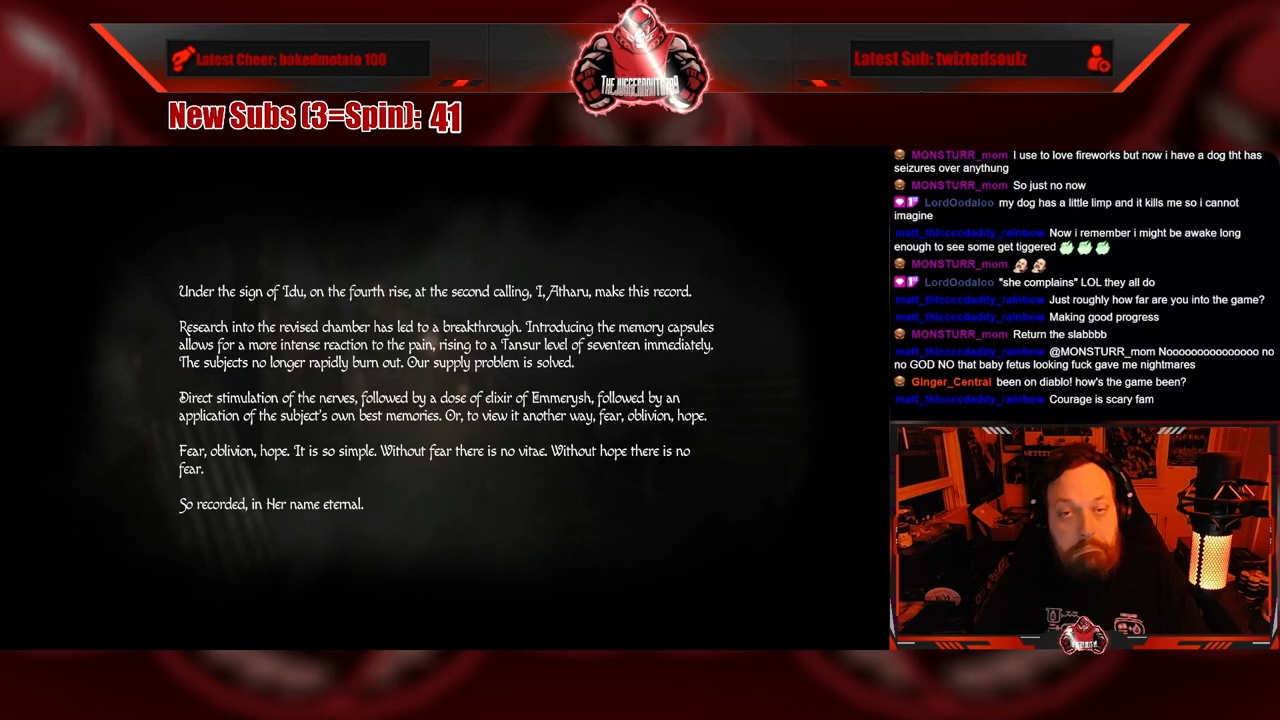 Latest Cheer: bakedmotato 100
Latest Sub: twiztedsoulz
New Subs (3=Spin): 41
Under the sign of Idu, on the fourth rise, at the second calling, I, Atharu, make this record.
Research into the revised chamber has led to a breakthrough. Introducing the memory capsules
allows for a more intense reaction to the pain, rising to a Tansur level of seventeen immediately.
The subjects no longer rapidly burn out. Our supply problem is solved.
Direct stimulation of the nerves, followed by a dose of elixir of Emmerysh, followed by an
application of the subject's own best memories. Or, to view it another way, fear, oblivion, hope.
Fear, oblivion, hope. It is so simple. Without fear there is no vitae. Without hope there is no
fear.
So recorded, in Her name eternal.
MONSTURR_mom I use to love fireworks but now i have a dog tht has
seizures over anythung
MONSTURR_mom So just no now
LordOodaloo my dog has a little limp and it kills me so i cannot
imagine
matt_thiccccdaddy_rainbow Now i remember i might be awake long
enough to see some get tiggered
MONSTURR_mom
LordOodaloo "she complains" LOL they all do
matt_thiccccdaddy_rainbow Just roughly how far are you into the game?
matt_thiccccdaddy_rainbow Making good progress
MONSTURR_mom Return the slabbbb
matt_thiccccdaddy_rainbow @MONSTURR_mom Nooooooooooooooo no
no GOD NO that baby fetus looking fuck gave me nightmares
Ginger_Central been on diablo! how's the game been?
matt_thiccccdaddy_rainbow Courage is scary fam